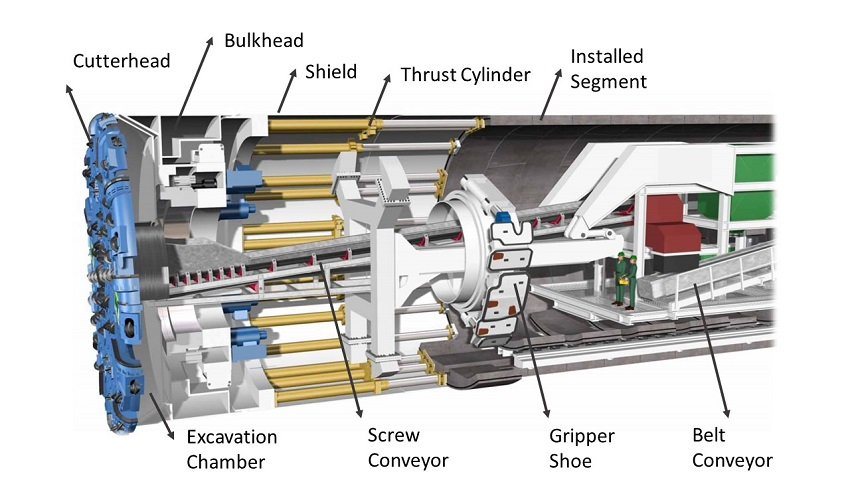 Cutterhead
Bulkhead
Shield
Thrust Cylinder
Installed
Segment
Excavation
Chamber
Screw
Conveyor
Gripper
Shoe
Belt
Conveyor